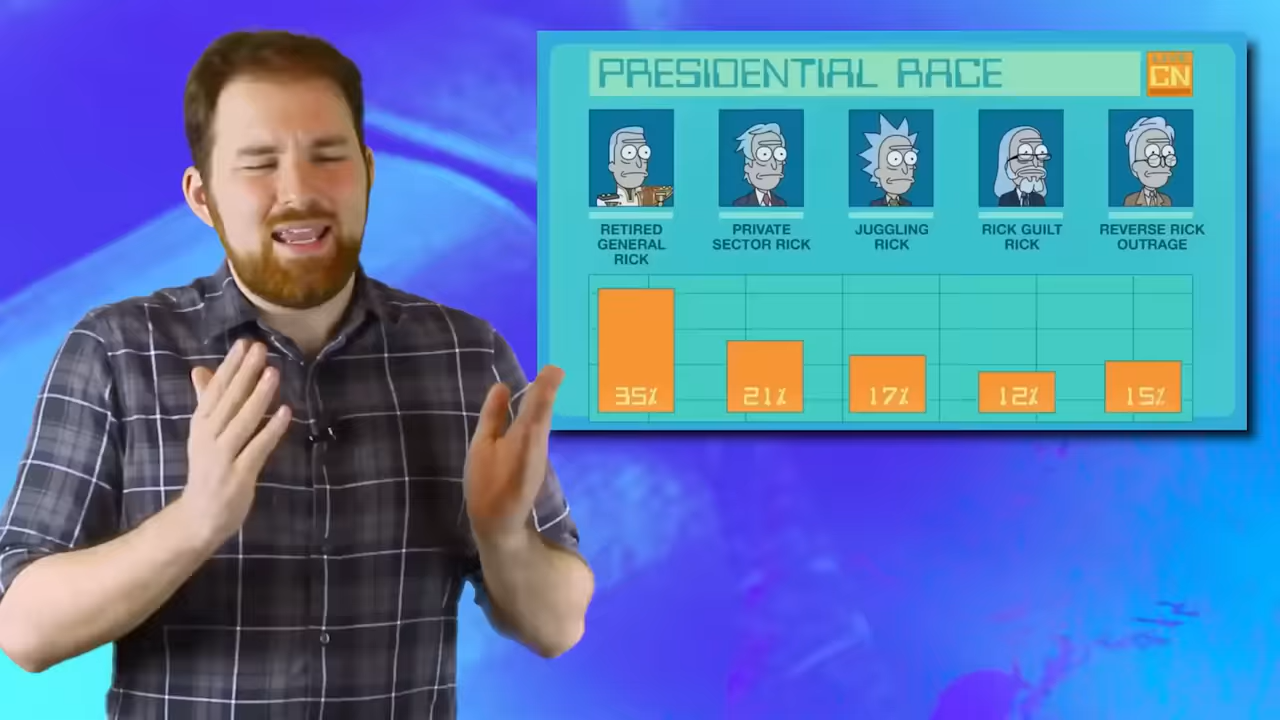 PRESIDENTIAL RACE
CN
RETIRED
GENERAL
RICK
PRIVATE
SECTOR RICK
JUGGLING
RICK
RICK GUILT
RICK
REVERSE RICK
OUTRAGE
35%
21%
17%
12%
15%